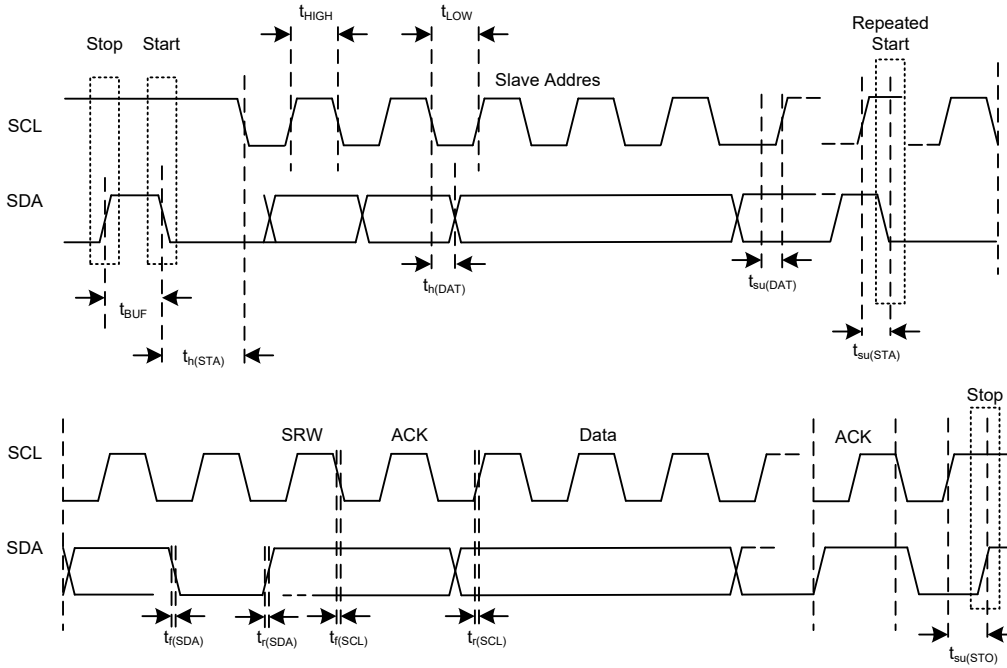 tHIGH
tLOW
Repeated
Stop
Start
Start
Slave Addres
SCL
SDA
th(DAT)
tsu(DAT)
tBUF
th(STA)
tsu(STA)
Stop
SRW
ACK
Data
ACK
SCL
SDA
tf(SDA)
tr(SDA)
tf(SCL)
tr(SCL)
tsu(STO)